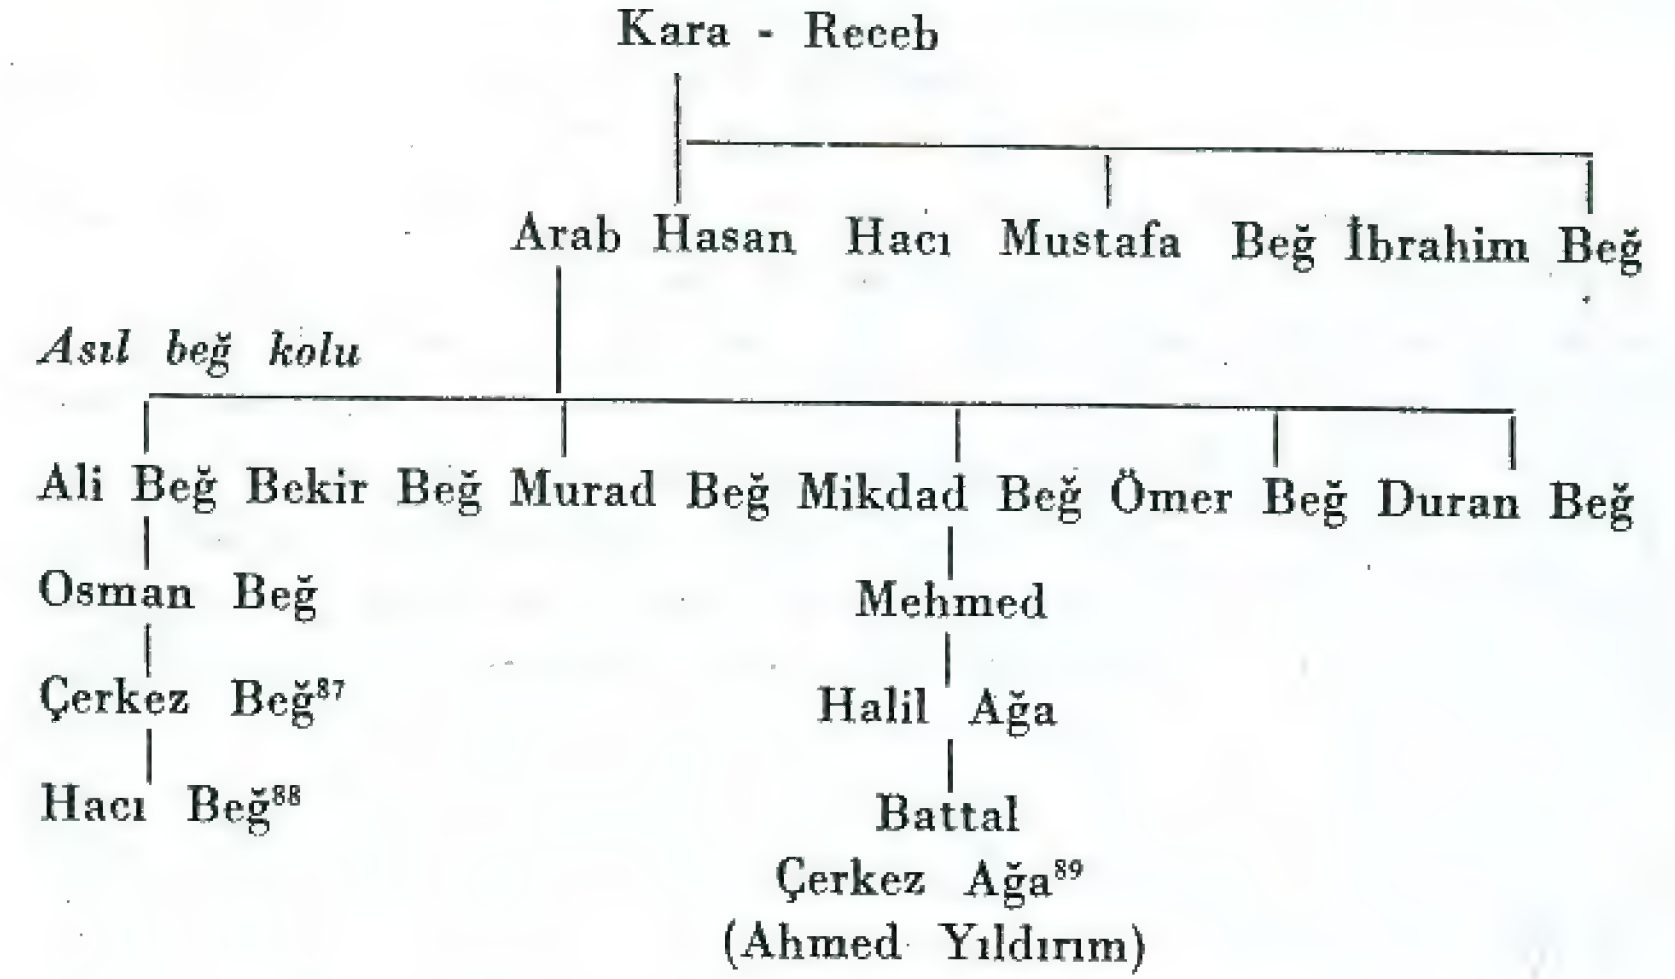 Kara - Receb
Arab Hasan Hacı Mustafa Beğ İbrahim Beğ
Asıl beğ kolu
Ali Beğ Bekir Beğ Murad Beğ Mikdad Beğ Ömer Beğ Duran Beğ
Osman Beğ Mehmed
Çerkez Beğ⁸⁷ Halil Ağa
Hacı Beğ⁸⁸ Battal
Çerkez Ağa⁸⁹
(Ahmed Yıldırım)